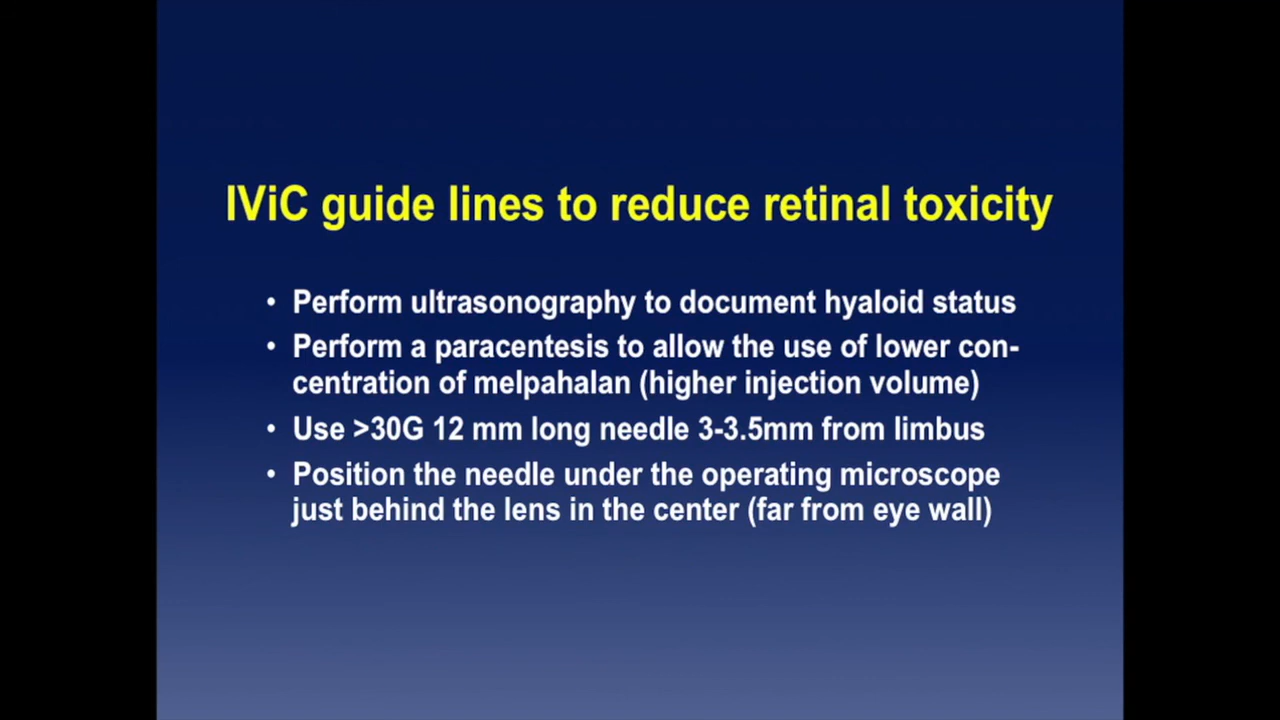 IViC guide lines to reduce retinal toxicity
• Perform ultrasonography to document hyaloid status
• Perform a paracentesis to allow the use of lower con-
centration of melpahalan (higher injection volume)
• Use >30G 12 mm long needle 3-3.5mm from limbus
• Position the needle under the operating microscope
just behind the lens in the center (far from eye wall)